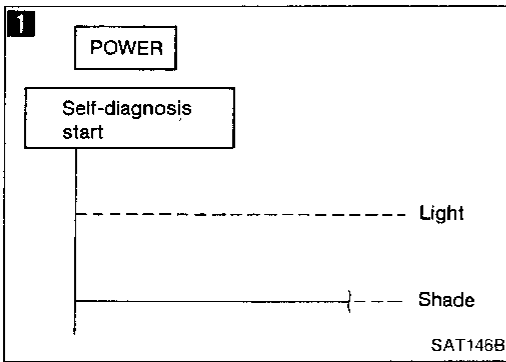 1
POWER
Self-diagnosis
start
Light
Shade
SAT146B